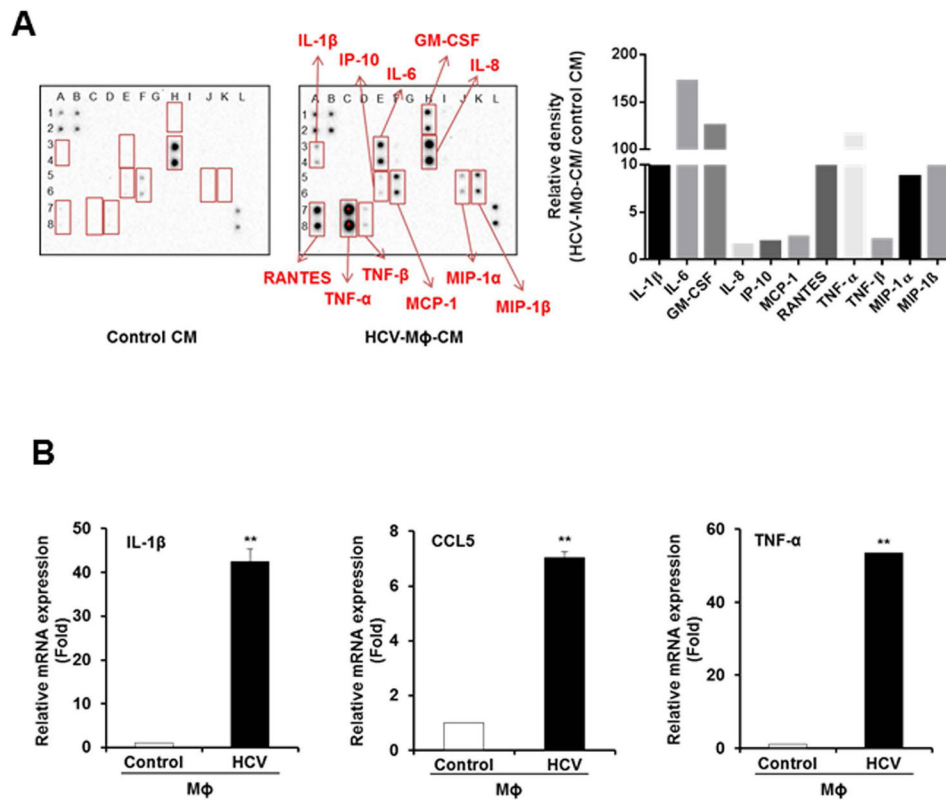 A
IL-1β
IP-10
IL-6
GM-CSF
IL-8
A B C D E F G H I J K L
1
2
3
4
5
6
7
8
A B C D E F G H I J K L
1
2
3
4
5
6
7
8
RANTES
TNF-α
TNF-β
MCP-1
MIP-1α
MIP-1β
Control CM
HCV-MΦ-CM
Relative density
(HCV-MΦ-CM/ control CM)
200
150
100
10
5
0
IL-1β
IL-6
GM-CSF
IL-8
IP-10
MCP-1
RANTES
TNF-α
TNF-β
MIP-1α
MIP-1ß
B
Relative mRNA expression
(Fold)
50
40
30
20
10
0
IL-1β
**
Control HCV
MΦ
Relative mRNA expression
(Fold)
8
6
4
2
0
CCL5
**
Control HCV
MΦ
Relative mRNA expression
(Fold)
60
40
20
0
TNF-α
**
Control HCV
MΦ